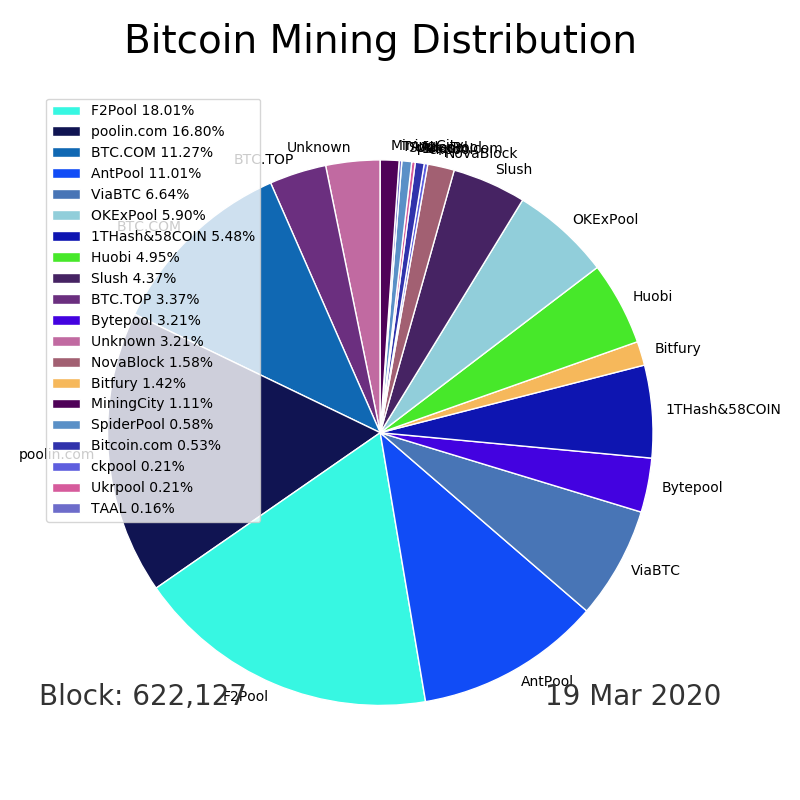 Bitcoin Mining Distribution
F2Pool 18.01%
poolin.com 16.80%
BTC.COM 11.27%
AntPool 11.01%
ViaBTC 6.64%
OKExPool 5.90%
1THash&58COIN 5.48%
Huobi 4.95%
Slush 4.37%
BTC.TOP 3.37%
Bytepool 3.21%
Unknown 3.21%
NovaBlock 1.58%
Bitfury 1.42%
MiningCity 1.11%
SpiderPool 0.58%
Bitcoin.com 0.53%
ckpool 0.21%
Ukrpool 0.21%
TAAL 0.16%
Unknown
BTC.TOP
BTC.COM
poolin.com
F2Pool
AntPool
ViaBTC
Bytepool
1THash&58COIN
Bitfury
Huobi
OKExPool
Slush
NovaBlock
MiningCity
Block: 622,127
19 Mar 2020